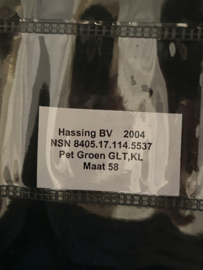 Hassing BV 2004
NSN 8405.17.114.5537
Pet Groen GLT,KL
Maat 58